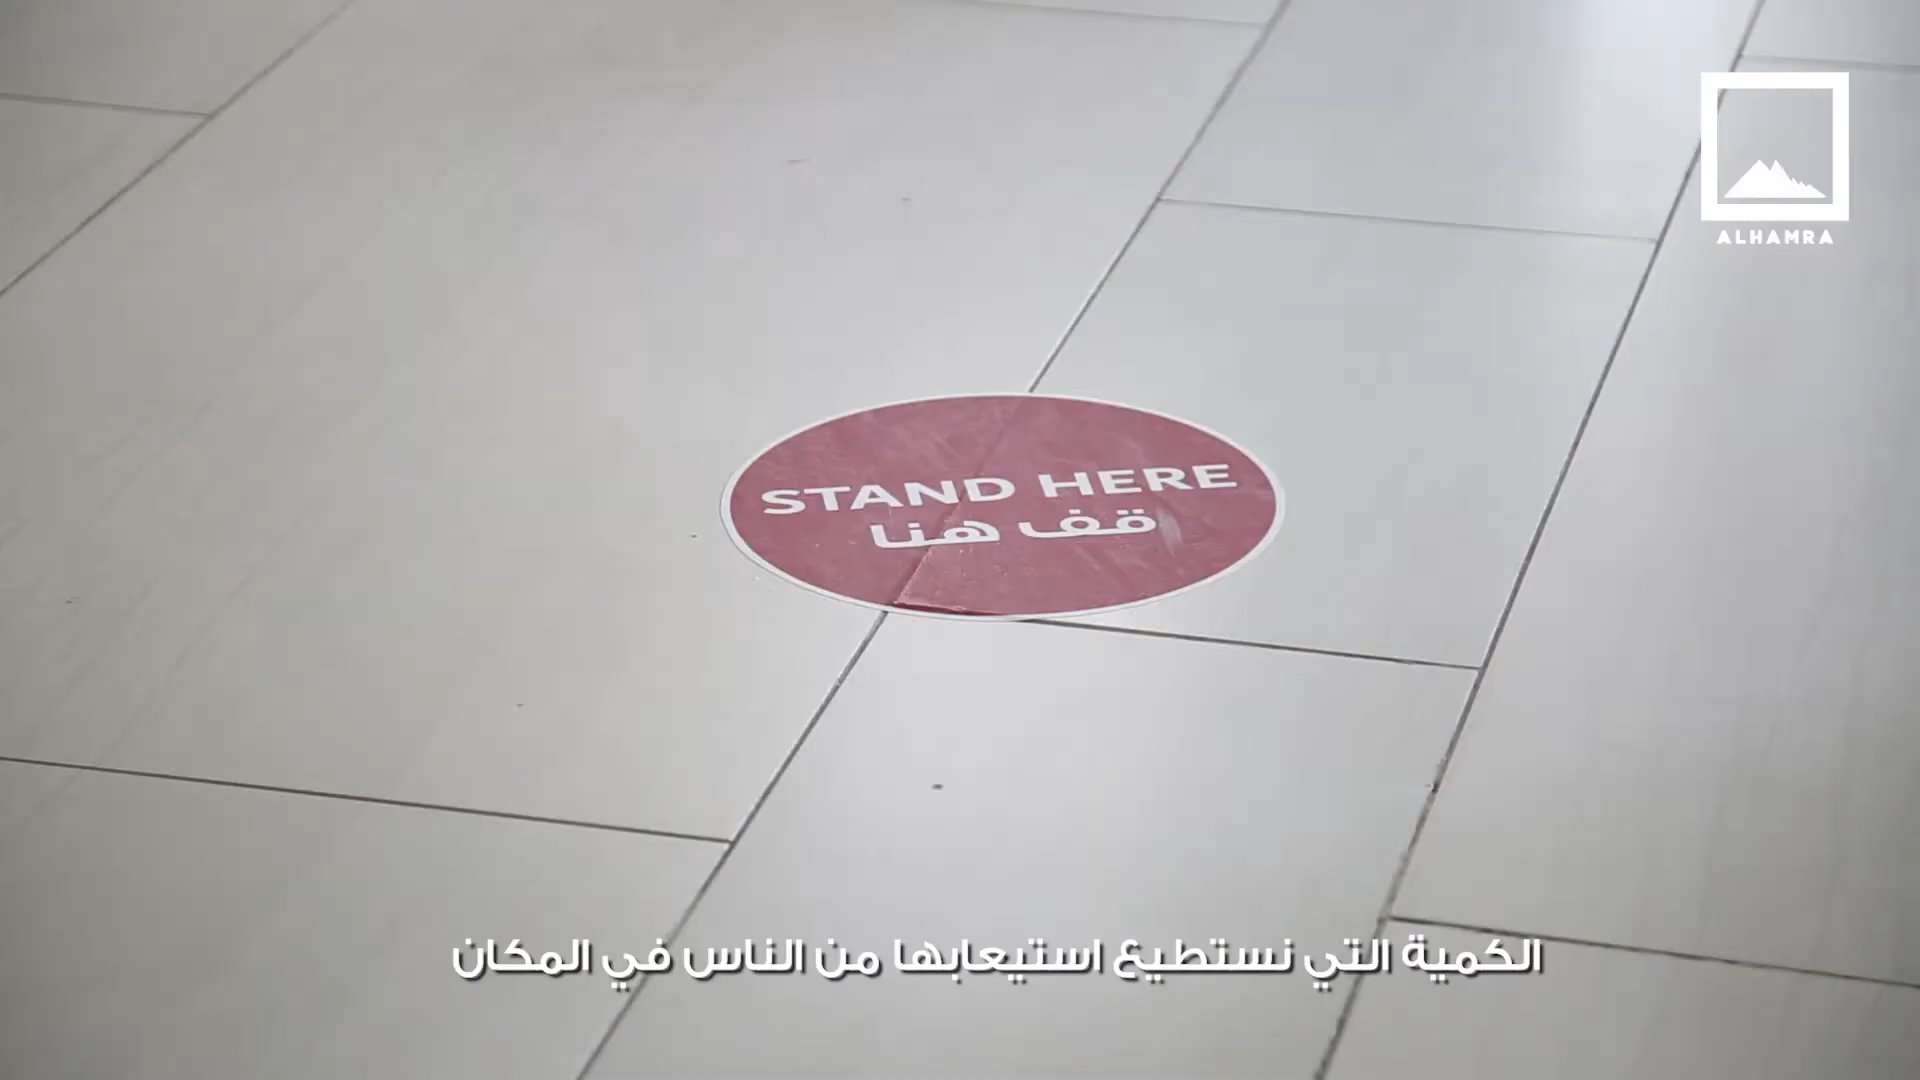 ALHAMRA
STAND HERE
قف هنا
الكمية التي نستطيع استيعابها من الناس في المكان